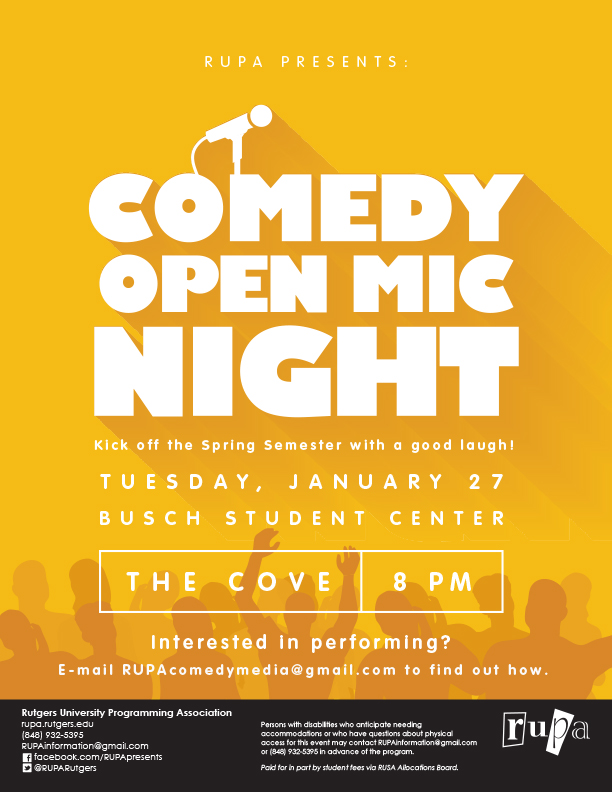 RUPA PRESENTS:
COMEDY
OPEN MIC
NIGHT
Kick off the Spring Semester with a good laugh!
TUESDAY, JANUARY 27
BUSCH STUDENT CENTER
THE COVE 8 PM
Interested in performing?
E-mail RUPAcomedymedia@gmail.com to find out how.
Rutgers University Programming Association
rupa.rutgers.edu
(848) 932-5395
RUPAinformation@gmail.com
facebook.com/RUPApresents
@RUPARutgers
Persons with disabilities who anticipate needing
accommodations or who have questions about physical
access for this event may contact RUPAinformation@gmail.com
or (848) 932-5395 in advance of the program.
Paid for in part by student fees via RUSA Allocations Board.
rupa